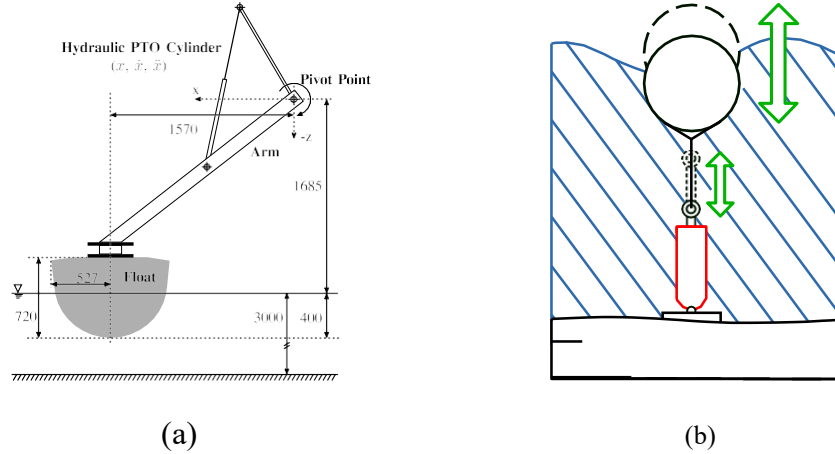 Hydraulic PTO Cylinder
(x, ẋ, ẍ)
Pivot Point
x
1570
-z
Arm
1685
Float
527
720
3000
400
(a)
(b)